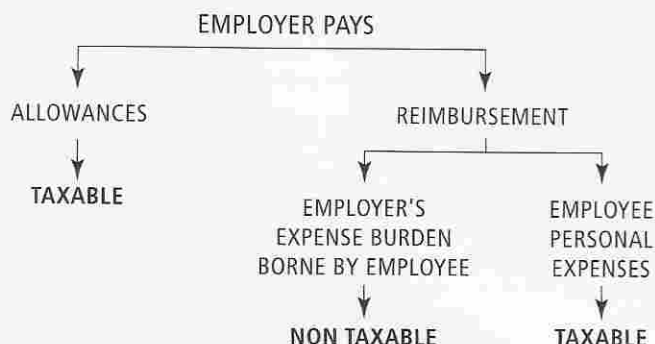 EMPLOYER PAYS
ALLOWANCES
REIMBURSEMENT
TAXABLE
EMPLOYER'S
EXPENSE BURDEN
BORNE BY EMPLOYEE
EMPLOYEE
PERSONAL
EXPENSES
NON TAXABLE
TAXABLE